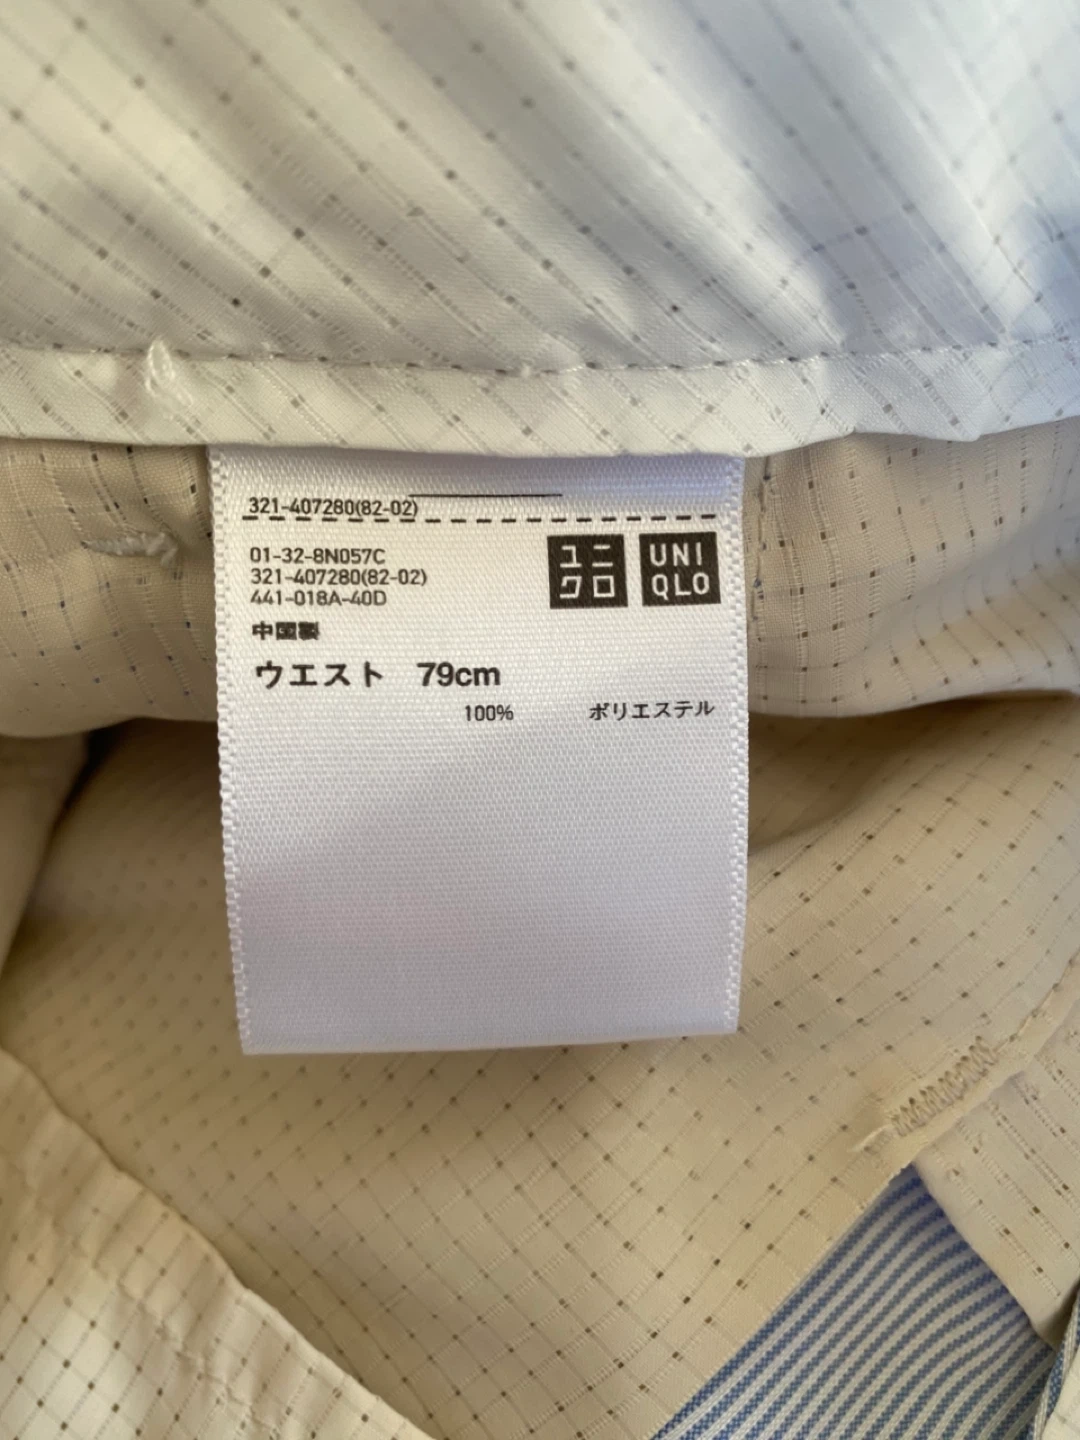 321-407280(82-02)
01-32-8N057C
321-407280(82-02)
441-018A-40D
ユニ
クロ
UNI
QLO
中国製
ウエスト 79cm
100% ポリエステル